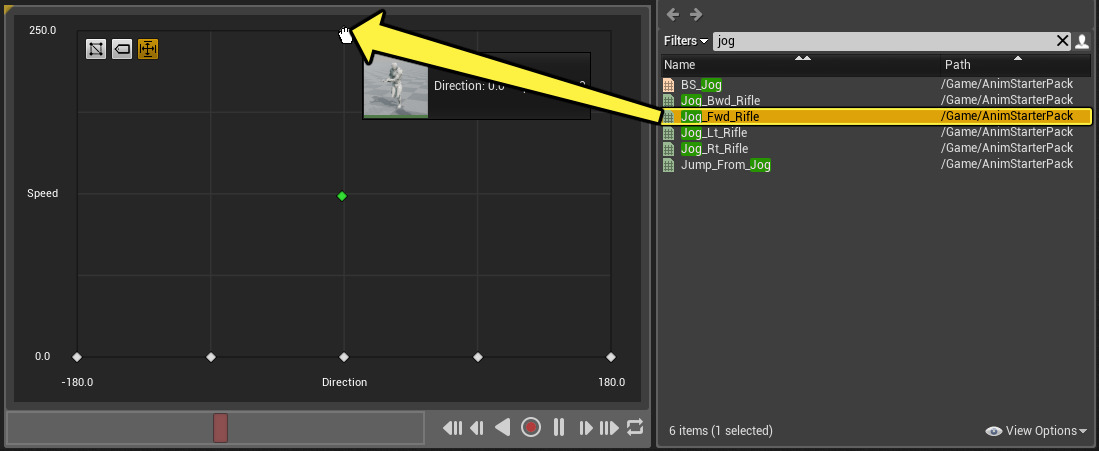 250.0
Direction: 0.0
Speed
0.0
-180.0
Direction
180.0
Filters
jog
Name
Path
BS_Jog
/Game/AnimStarterPack
Jog_Bwd_Rifle
/Game/AnimStarterPack
Jog_Fwd_Rifle
/Game/AnimStarterPack
Jog_Lt_Rifle
/Game/AnimStarterPack
Jog_Rt_Rifle
/Game/AnimStarterPack
Jump_From_Jog
/Game/AnimStarterPack
6 items (1 selected)
View Options